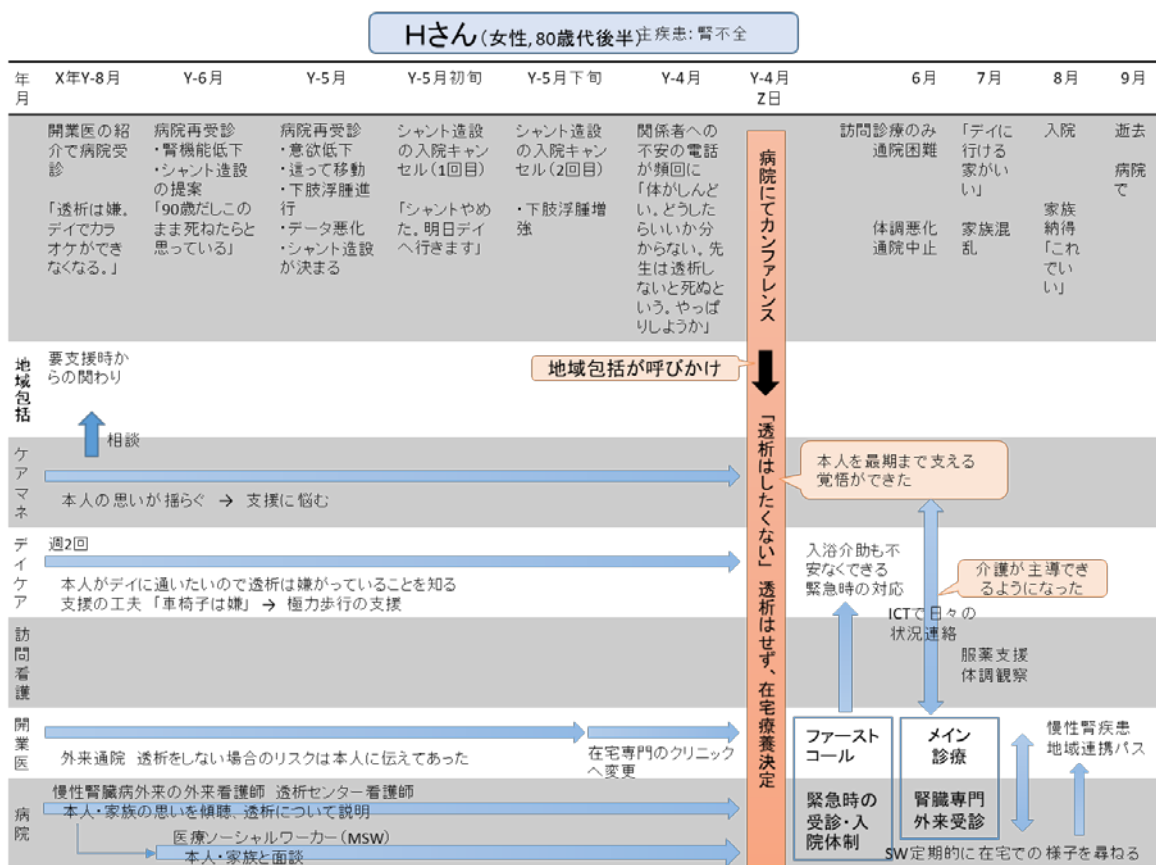 Hさん(女性,80歳代後半)主疾患:腎不全
年月
X年Y-8月
Y-6月
Y-5月
Y-5月初旬
Y-5月下旬
Y-4月
Y-4月
Z日
6月
7月
8月
9月
開業医の紹
介で病院受
診
「透析は嫌。
デイでカラ
オケができ
なくなる。」
病院再受診
・腎機能低下
・シャント造設
の提案
「90歳だしこの
まま死ねたらと
思っている」
病院再受診
・意欲低下
・這って移動
・下肢浮腫進
行
・データ悪化
・シャント造設
が決まる
シャント造設
の入院キャン
セル(1回目)
「シャントやめ
た。明日デイ
へ行きます」
シャント造設
の入院キャン
セル(2回目)
・下肢浮腫増
強
関係者への
不安の電話
が頻回に
「体がしんど
い。どうした
らいいか分
からない。先
生は透析し
ないと死ぬと
いう。やっぱ
りしようか」
病院にてカンファレンス
「透析はしたくない」 透析はせず、在宅療養決定
訪問診療のみ
通院困難
体調悪化
通院中止
「デイに
行ける
家がい
い」
家族混
乱
入院
家族
納得
「これ
でい
い」
逝去
病院
で
地域包括
要支援時か
らの関わり
相談
地域包括が呼びかけ
ケアマネ
本人の思いが揺らぐ → 支援に悩む
本人を最期まで支える
覚悟ができた
デイケア
週2回
本人がデイに通いたいので透析は嫌がっていることを知る
支援の工夫 「車椅子は嫌」 → 極力歩行の支援
入浴介助も不
安なくできる
緊急時の対応
介護が主導でき
るようになった
ICTで日々の
状況連絡
訪問看護
服薬支援
体調観察
開業医
外来通院 透析をしない場合のリスクは本人に伝えてあった
在宅専門のクリニック
へ変更
ファースト
コール
メイン
診療
慢性腎疾患
地域連携パス
病院
慢性腎臓病外来の外来看護師 透析センター看護師
本人・家族の思いを傾聴、透析について説明
医療ソーシャルワーカー(MSW)
本人・家族と面談
緊急時の
受診・入
院体制
腎臓専門
外来受診
SW定期的に在宅での様子を尋ねる